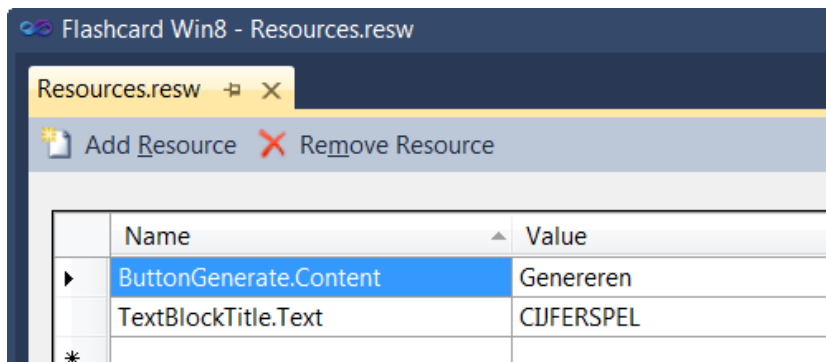 Flashcard Win8 - Resources.resw
Resources.resw
Add Resource Remove Resource
Name Value
ButtonGenerate.Content Genereren
TextBlockTitle.Text CIJFERSPEL
*